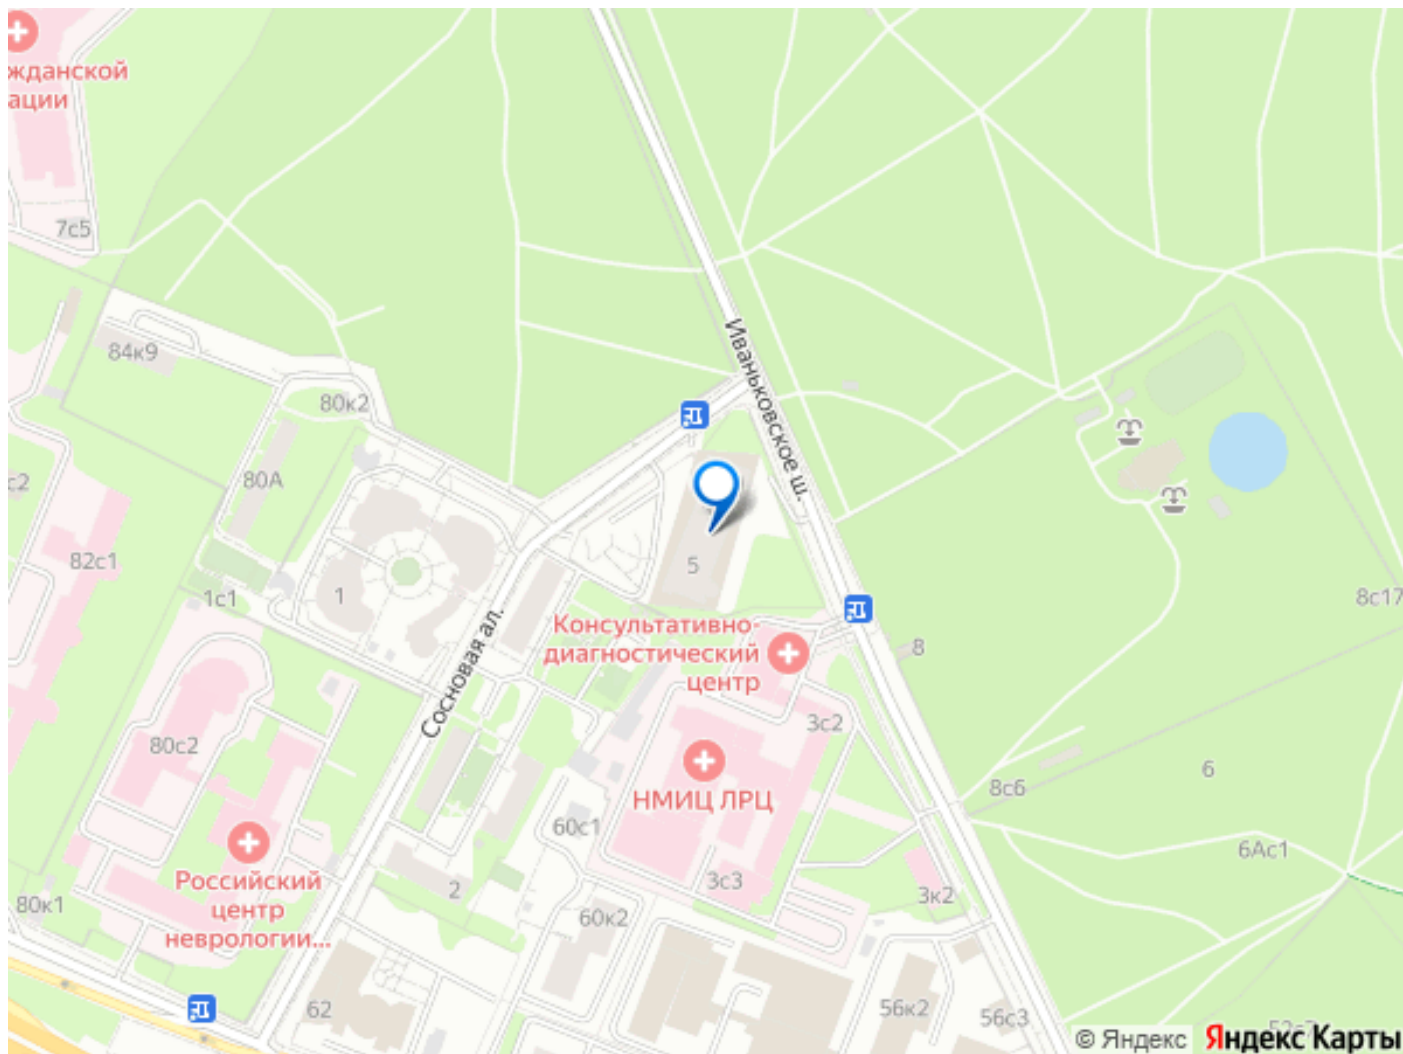 жданской
ации
7с5
84к9
80к2
с2
80А
82с1
1с1
1
5
Иваньковское ш.
Сосновая ал.
Консультативно-
диагностический
центр
8с17
8
3с2
80с2
НМИЦ ЛРЦ
8с6
6
60с1
6Ас1
Российский
центр
неврологии...
80к1
2
3с3
3к2
60к2
62
56к2
56с3
© Яндекс
Яндекс Карты